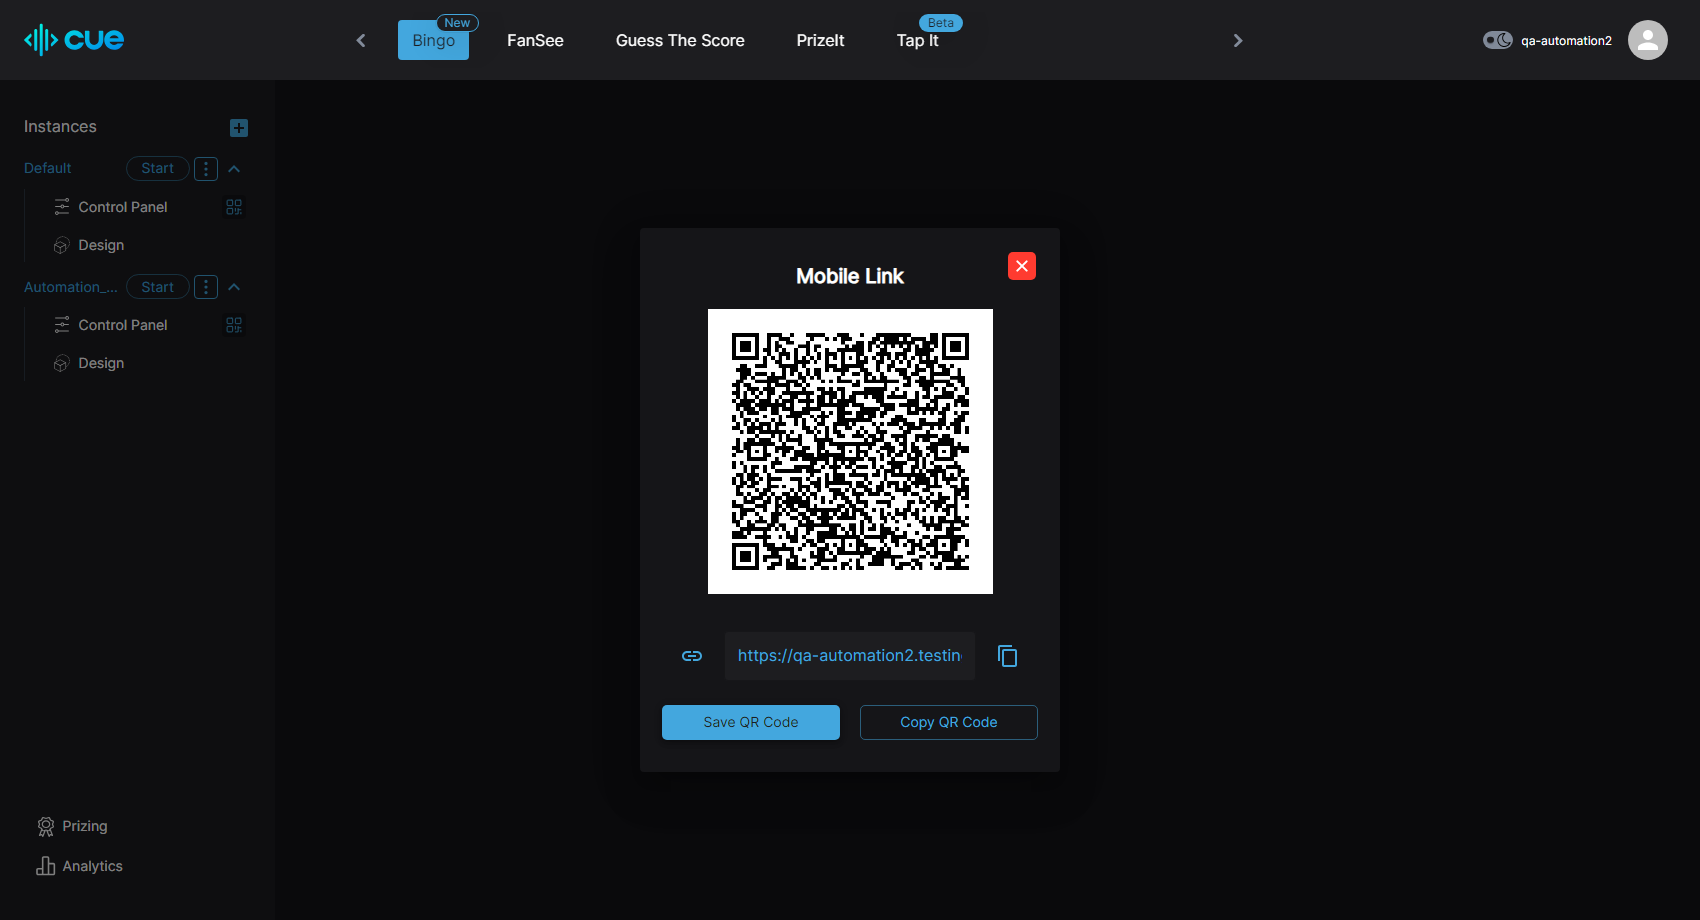 cue
Bingo
New
FanSee
Guess The Score
PrizeIt
Tap It
Beta
qa-automation2
Instances
Default
Start
Control Panel
Design
Automation_...
Start
Control Panel
Design
Prizing
Analytics
Mobile Link
https://qa-automation2.testin
Save QR Code
Copy QR Code